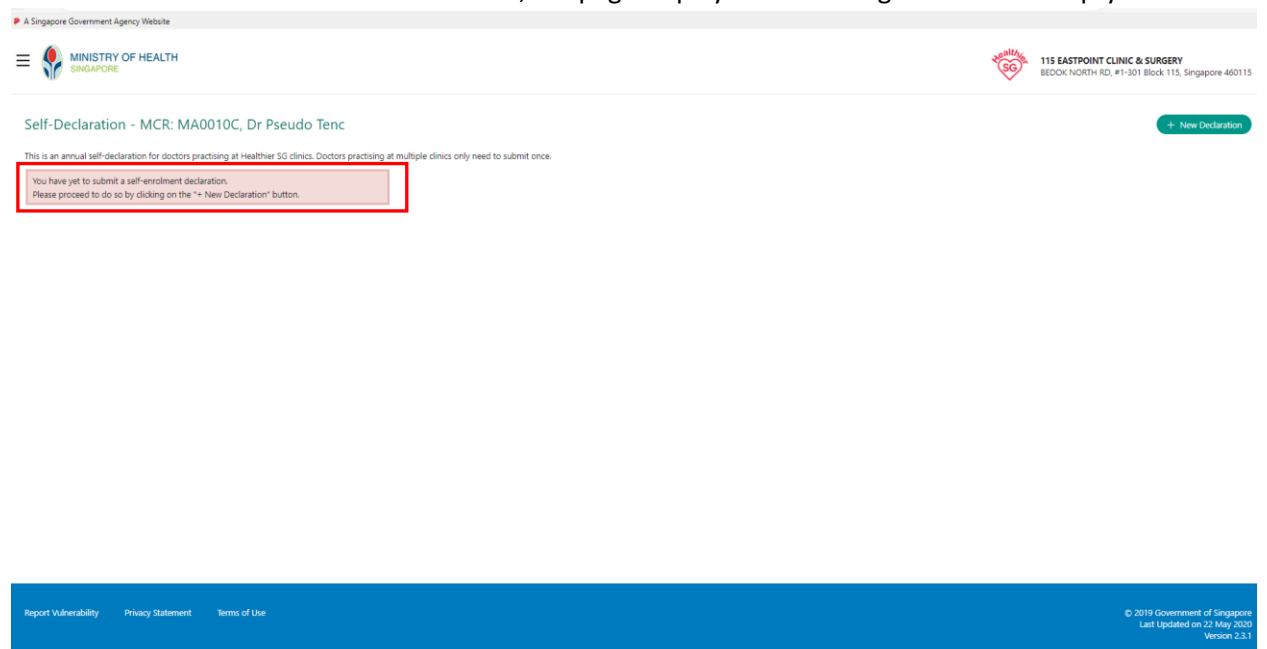 A Singapore Government Agency Website
MINISTRY OF HEALTH
SINGAPORE
Healthier
SG
115 EASTPOINT CLINIC & SURGERY
BEDOK NORTH RD, #1-301 Block 115, Singapore 460115
Self-Declaration - MCR: MA0010C, Dr Pseudo Tenc
+ New Declaration
This is an annual self-declaration for doctors practising at Healthier SG clinics. Doctors practising at multiple clinics only need to submit once.
You have yet to submit a self-enrolment declaration.
Please proceed to do so by clicking on the "+ New Declaration" button.
Report Vulnerability Privacy Statement Terms of Use
© 2019 Government of Singapore
Last Updated on 22 May 2020
Version 2.3.1